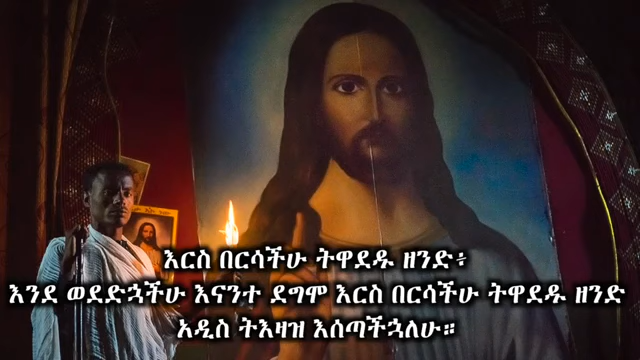 እርስ በርሳችሁ ትዋደዱ ዘንድ፥
እንደ ወደድኋችሁ እናንተ ደግሞ እርስ በርሳችሁ ትዋደዱ ዘንድ
አዲስ ትእዛዝ እሰጣችኋለሁ።